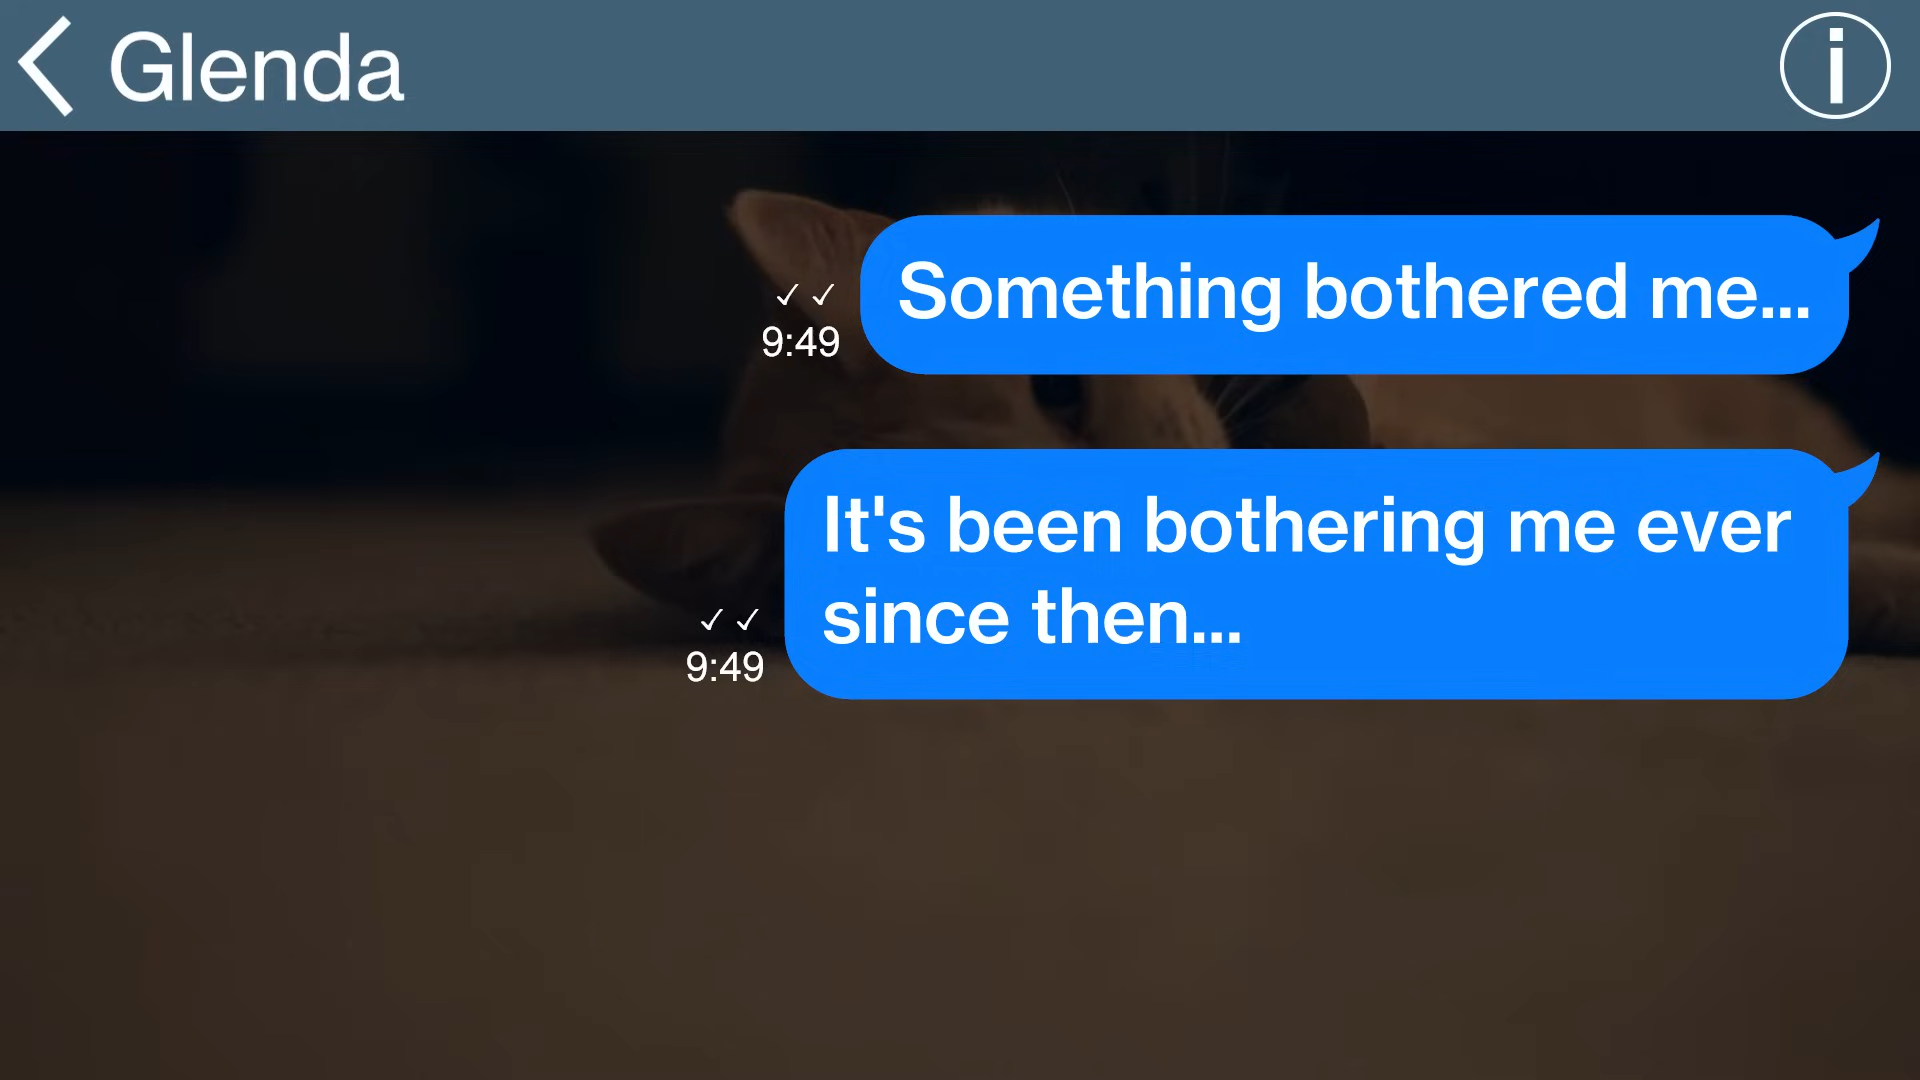 Glenda
Something bothered me...
9:49
It's been bothering me ever
since then...
9:49